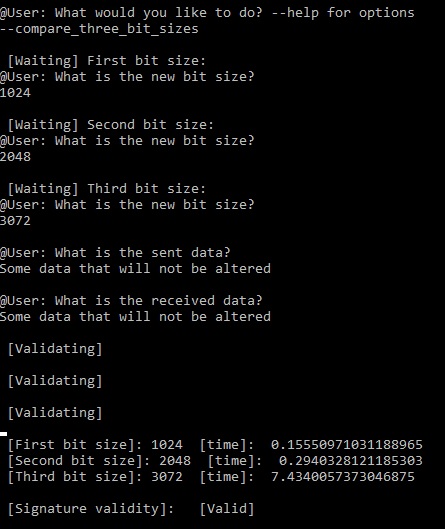 @User: What would you like to do? --help for options
--compare_three_bit_sizes
[Waiting] First bit size:
@User: What is the new bit size?
1024
[Waiting] Second bit size:
@User: What is the new bit size?
2048
[Waiting] Third bit size:
@User: What is the new bit size?
3072
@User: What is the sent data?
Some data that will not be altered
@User: What is the received data?
Some data that will not be altered
[Validating]
[Validating]
[Validating]
[First bit size]: 1024  [time]:  0.15550971031188965
[Second bit size]: 2048  [time]:  0.2940328121185303
[Third bit size]: 3072  [time]:  7.4340057373046875
[Signature validity]:   [Valid]